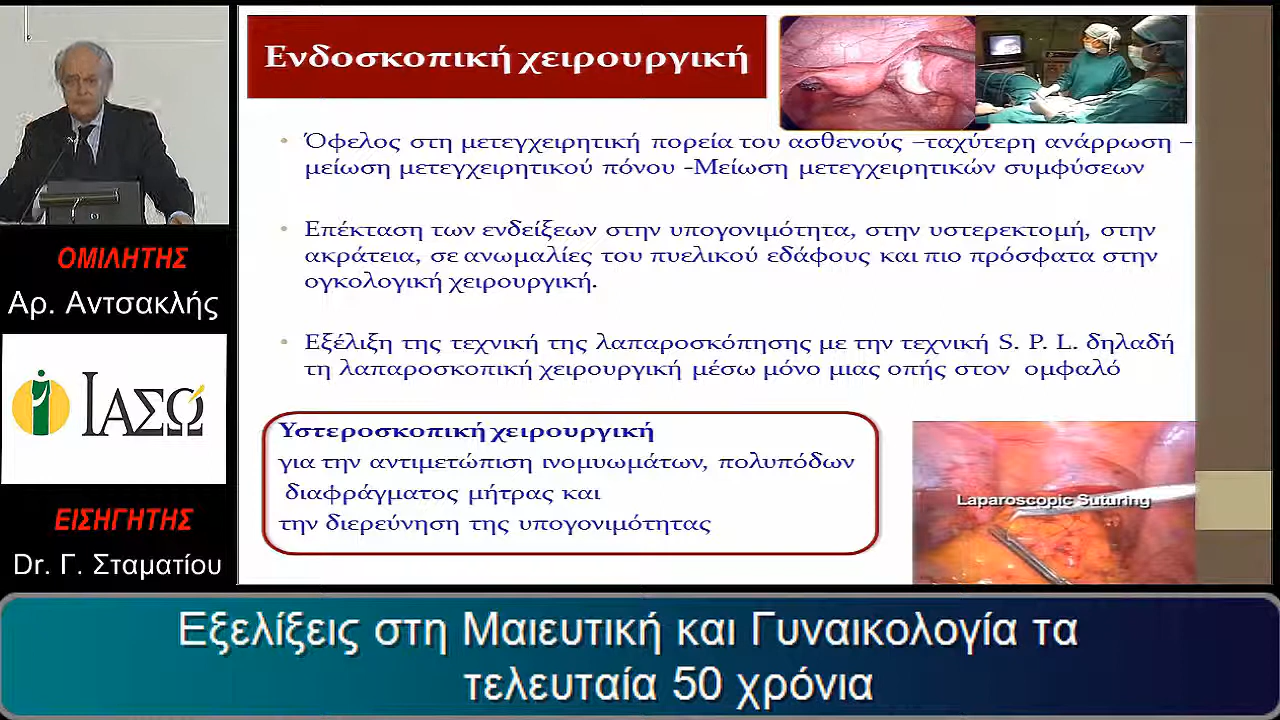 Ενδοσκοπική χειρουργική
• Όφελος στη μετεγχειρητική πορεία του ασθενούς –ταχύτερη ανάρρωση –
μείωση μετεγχειρητικού πόνου -Μείωση μετεγχειρητικών συμφύσεων
• Επέκταση των ενδείξεων στην υπογονιμότητα, στην υστερεκτομή, στην
ακράτεια, σε ανωμαλίες του πυελικού εδάφους και πιο πρόσφατα στην
ογκολογική χειρουργική.
• Εξέλιξη της τεχνική της λαπαροσκόπησης με την τεχνική S. P. L. δηλαδή
τη λαπαροσκοπική χειρουργική μέσω μόνο μιας οπής στον ομφαλό
Υστεροσκοπική χειρουργική
για την αντιμετώπιση ινομυωμάτων, πολυπόδων
διαφράγματος μήτρας και
την διερεύνηση της υπογονιμότητας
Laparoscopic Suturing
ΟΜΙΛΗΤΗΣ
Αρ. Αντσακλής
ΙΑΣΩ
ΕΙΣΗΓΗΤΗΣ
Dr. Γ. Σταματίου
Εξελίξεις στη Μαιευτική και Γυναικολογία τα
τελευταία 50 χρόνια